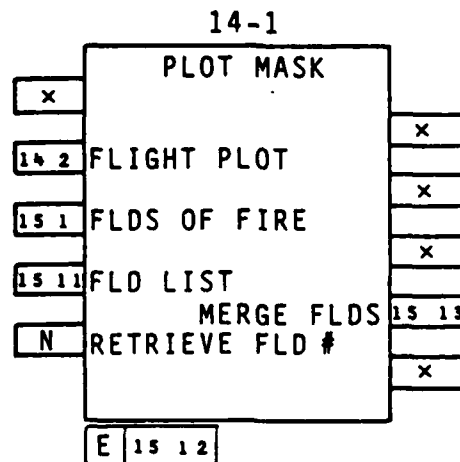 14-1
PLOT MASK
×
×
14 2 FLIGHT PLOT
×
15 1 FLDS OF FIRE
×
15 11 FLD LIST
MERGE FLDS 15 13
N RETRIEVE FLD #
×
E 15 12